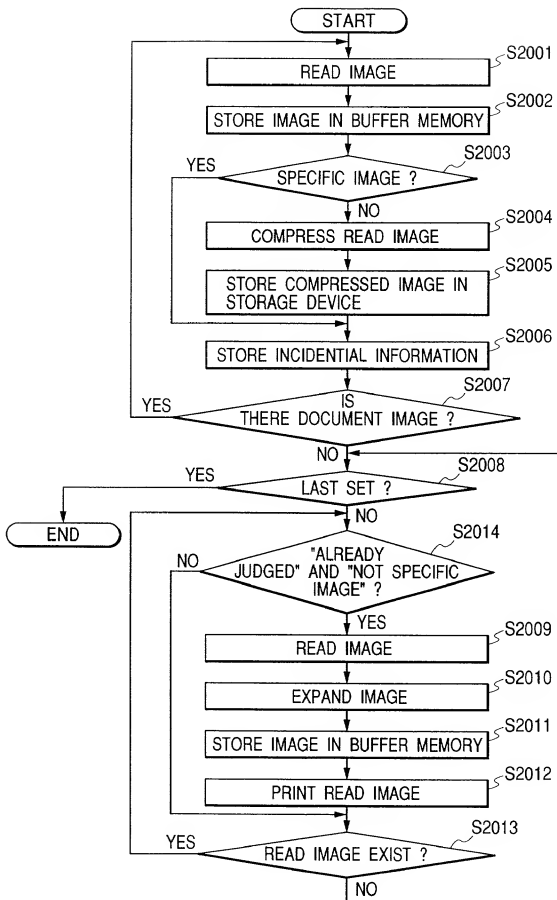 START
S2001
READ IMAGE
S2002
STORE IMAGE IN BUFFER MEMORY
S2003
YES
SPECIFIC IMAGE ?
NO
S2004
COMPRESS READ IMAGE
S2005
STORE COMPRESSED IMAGE IN
STORAGE DEVICE
S2006
STORE INCIDENTIAL INFORMATION
S2007
IS
YES
THERE DOCUMENT IMAGE ?
NO
S2008
YES
LAST SET ?
NO
END
S2014
NO
"ALREADY
JUDGED" AND "NOT SPECIFIC
IMAGE" ?
YES
S2009
READ IMAGE
S2010
EXPAND IMAGE
S2011
STORE IMAGE IN BUFFER MEMORY
S2012
PRINT READ IMAGE
S2013
YES
READ IMAGE EXIST ?
NO